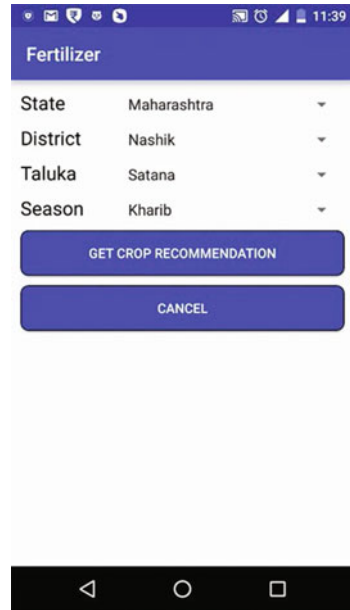 11:39
Fertilizer
State Maharashtra
District Nashik
Taluka Satana
Season Kharib
GET CROP RECOMMENDATION
CANCEL